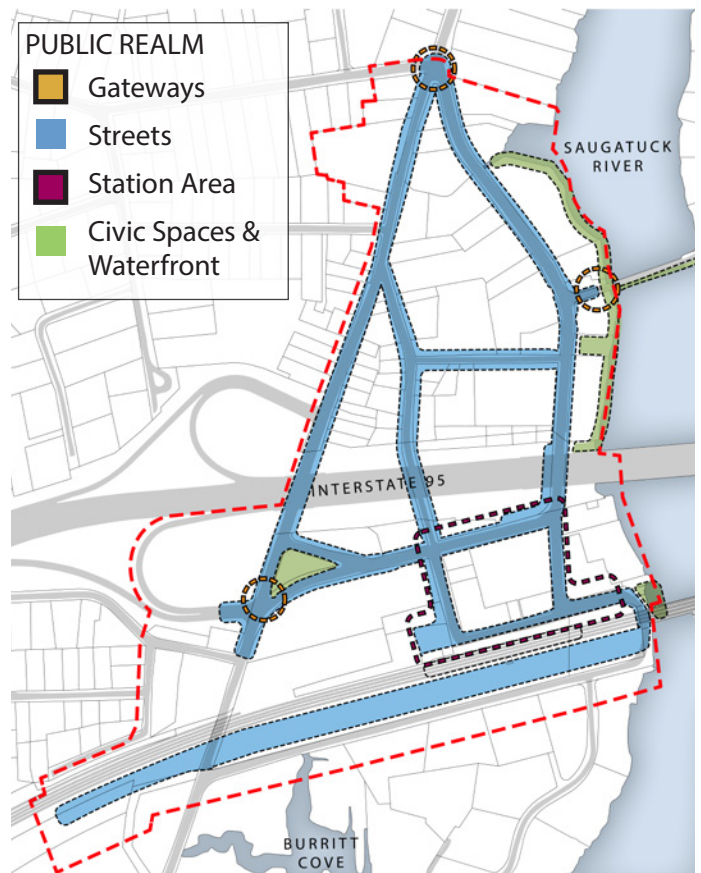 PUBLIC REALM
Gateways
Streets
Station Area
Civic Spaces &
Waterfront
SAUGATUCK
RIVER
INTERSTATE 95
BURRITT
COVE